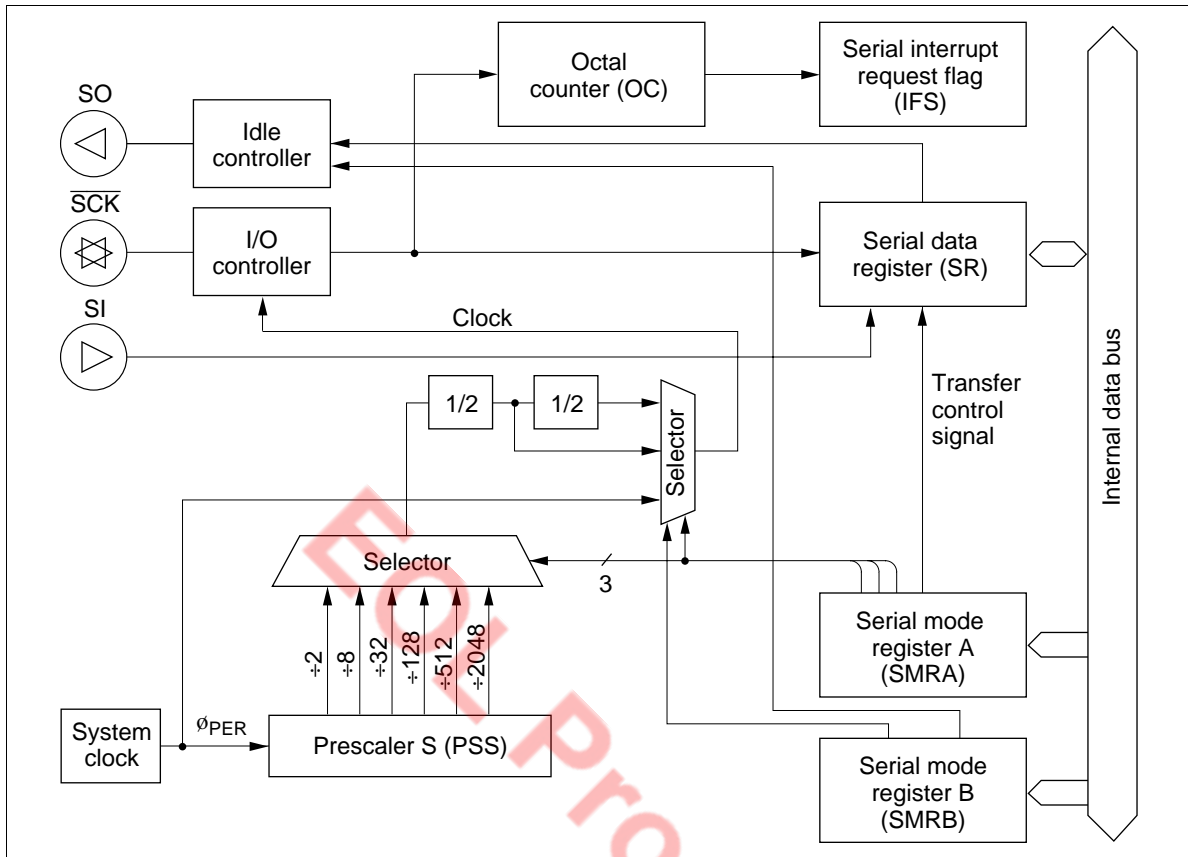 Octal
counter (OC)
Serial interrupt
request flag
(IFS)
SO
Idle
controller
SCK
I/O
controller
Serial data
register (SR)
SI
Clock
1/2
1/2
Selector
Transfer
control
signal
Internal data bus
Selector
3
÷2
÷8
÷32
÷128
÷512
÷2048
Serial mode
register A
(SMRA)
System
clock
øPER
Prescaler S (PSS)
Serial mode
register B
(SMRB)
EOL Pro